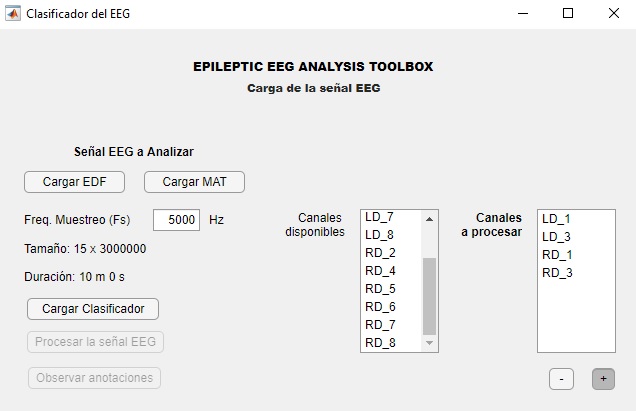 Clasificador del EEG
EPILEPTIC EEG ANALYSIS TOOLBOX
Carga de la señal EEG
Señal EEG a Analizar
Cargar EDF
Cargar MAT
Freq. Muestreo (Fs) 5000 Hz
Tamaño: 15 x 3000000
Duración: 10 m 0 s
Cargar Clasificador
Procesar la señal EEG
Observar anotaciones
Canales
disponibles
LD_7
LD_8
RD_2
RD_4
RD_5
RD_6
RD_7
RD_8
Canales
a procesar
LD_1
LD_3
RD_1
RD_3
-
+